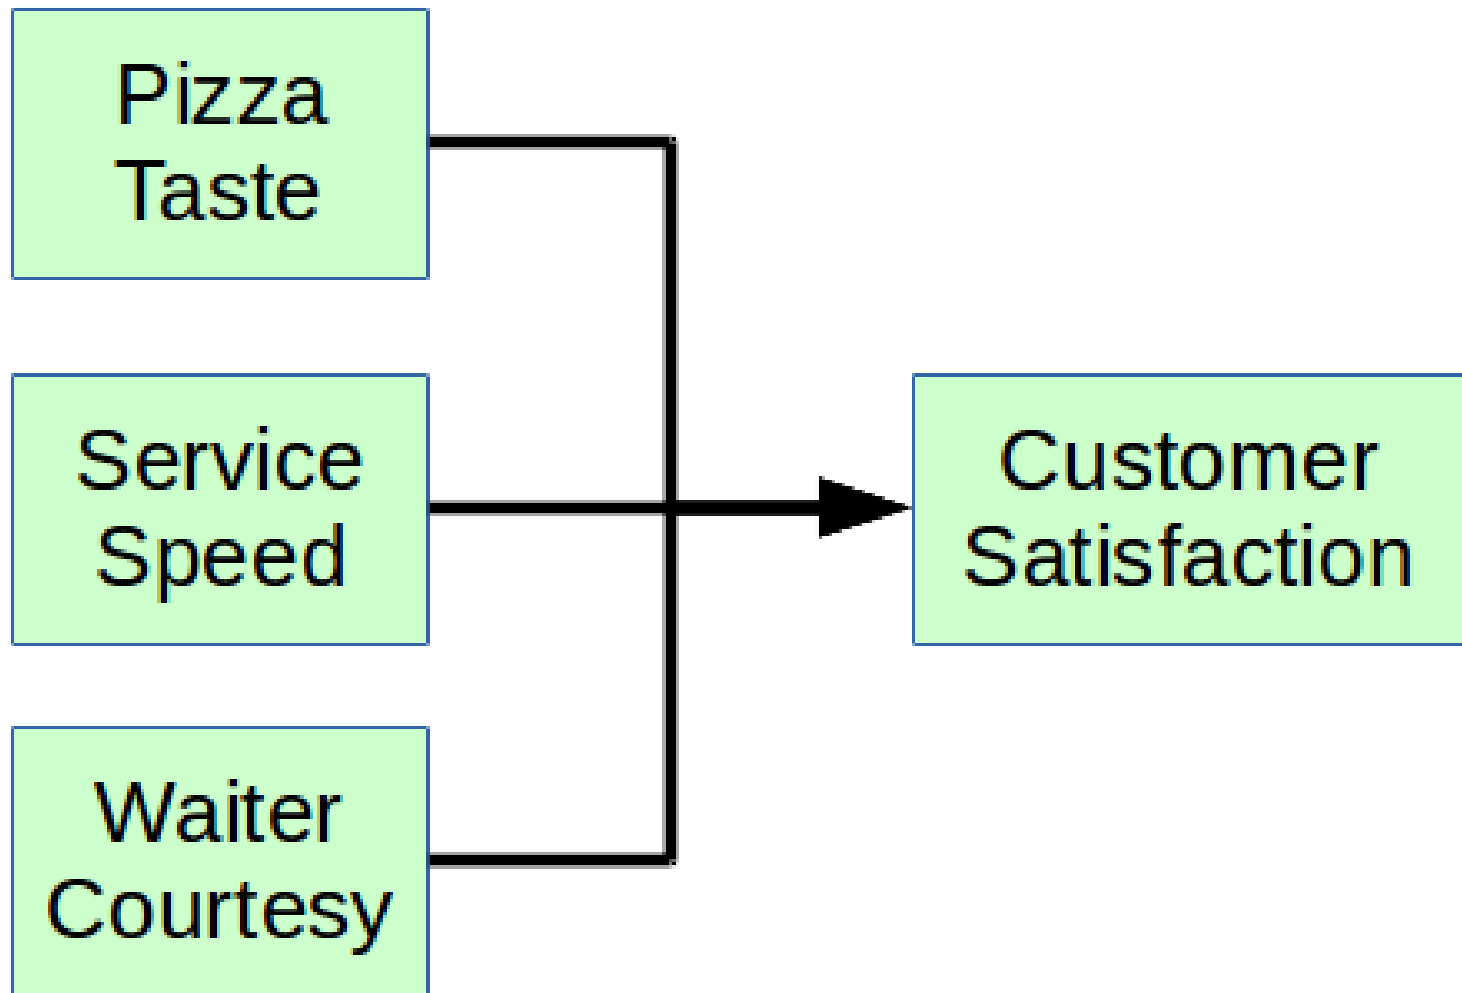 Pizza
Taste
Service
Speed
Customer
Satisfaction
Waiter
Courtesy